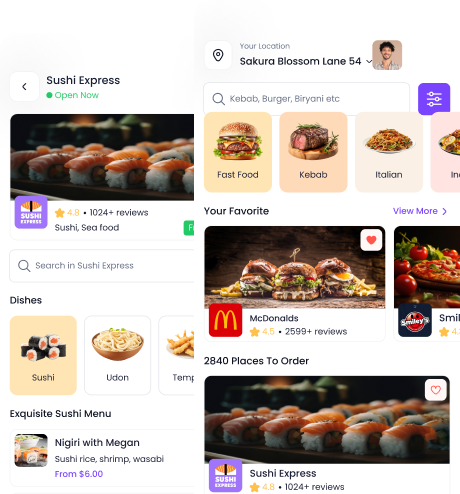 Sushi Express
Open Now
SUSHI
EXPRESS
4.8 • 1024+ reviews
Sushi, Sea food
Search in Sushi Express
Dishes
Sushi
Udon
Temp
Exquisite Sushi Menu
Nigiri with Megan
Sushi rice, shrimp, wasabi
From $6.00
Your Location
Sakura Blossom Lane 54
Kebab, Burger, Biryani etc
Fast Food
Kebab
Italian
In
Your Favorite
View More
McDonalds
4.5 • 2599+ reviews
Smiley's
Smil
4.
2840 Places To Order
SUSHI
EXPRESS
Sushi Express
4.8 • 1024+ reviews